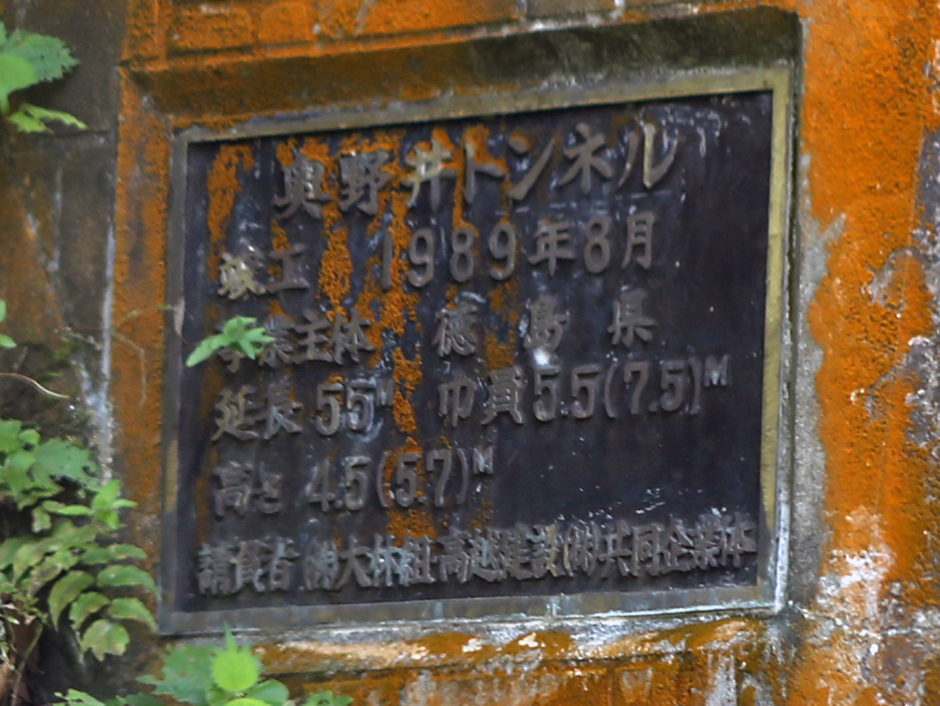 奥野井トンネル
竣工 1989年8月
事業主体 徳島県
延長 55M 巾員 5.5(7.5)M
高さ 4.5(5.7)M
請負者 ㈱大林組・高越建設㈱共同企業体